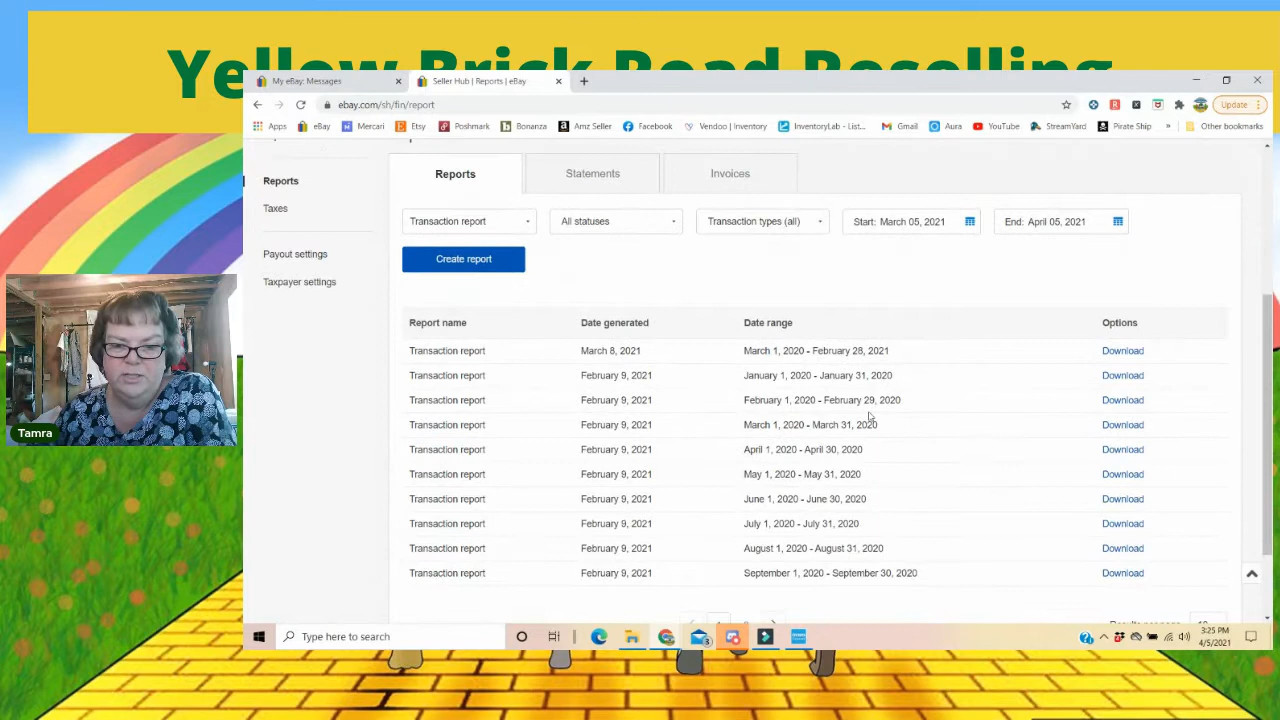 Yellow Brick Road Reselling
My eBay: Messages
Seller Hub | Reports | eBay
ebay.com/sh/fin/report
Update
Apps eBay Mercari Etsy Poshmark Bonanza Amz Seller Facebook Vendoo | Inventory InventoryLab - List... Gmail Aura YouTube StreamYard Pirate Ship » Other bookmarks
Reports
Taxes
Payout settings
Taxpayer settings
Reports Statements Invoices
Transaction report All statuses Transaction types (all) Start: March 05, 2021 End: April 05, 2021
Create report
Report name Date generated Date range Options
Transaction report March 8, 2021 March 1, 2020 - February 28, 2021 Download
Transaction report February 9, 2021 January 1, 2020 - January 31, 2020 Download
Transaction report February 9, 2021 February 1, 2020 - February 29, 2020 Download
Transaction report February 9, 2021 March 1, 2020 - March 31, 2020 Download
Transaction report February 9, 2021 April 1, 2020 - April 30, 2020 Download
Transaction report February 9, 2021 May 1, 2020 - May 31, 2020 Download
Transaction report February 9, 2021 June 1, 2020 - June 30, 2020 Download
Transaction report February 9, 2021 July 1, 2020 - July 31, 2020 Download
Transaction report February 9, 2021 August 1, 2020 - August 31, 2020 Download
Transaction report February 9, 2021 September 1, 2020 - September 30, 2020 Download
Tamra
Type here to search
3
3:25 PM
4/5/2021